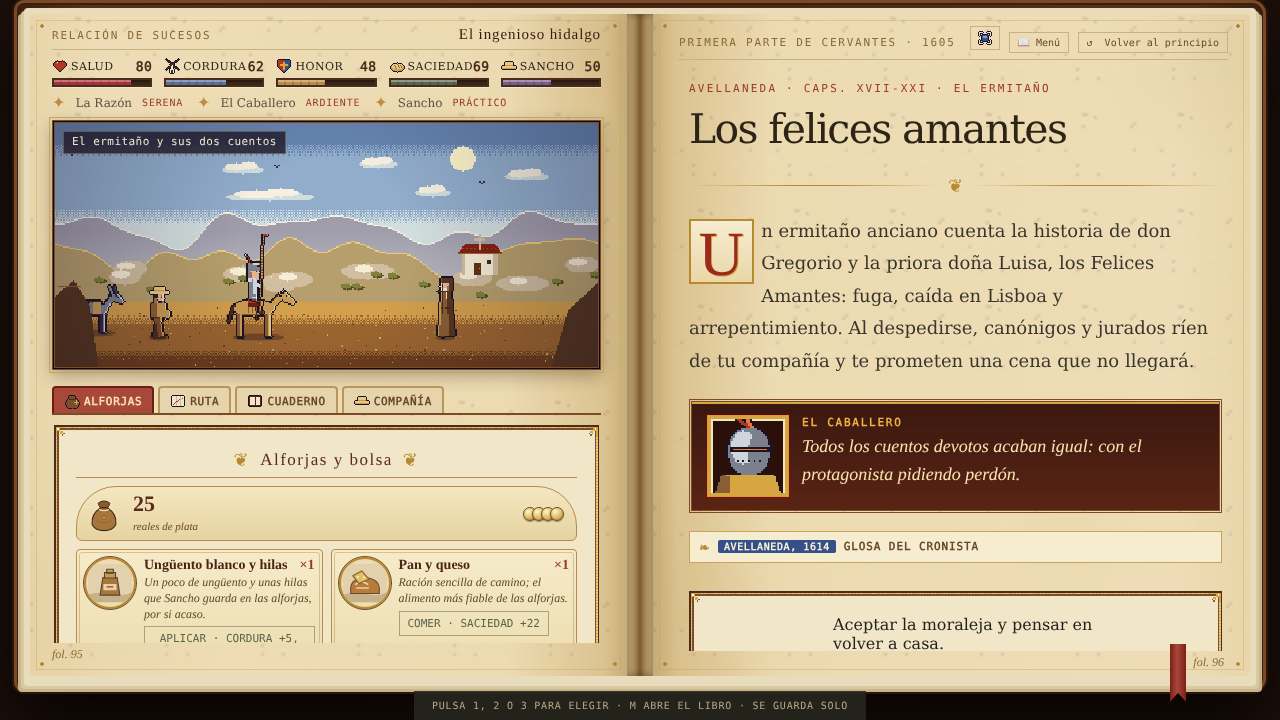 RELACIÓN DE SUCESOS
El ingenioso hidalgo
SALUD 80
CORDURA 62
HONOR 48
SACIEDAD 69
SANCHO 50
La Razón SERENA
El Caballero ARDIENTE
Sancho PRÁCTICO
El ermitaño y sus dos cuentos
ALFORJAS
RUTA
CUADERNO
COMPAÑÍA
Alforjas y bolsa
25
reales de plata
Ungüento blanco y hilas ×1
Un poco de ungüento y unas hilas
que Sancho guarda en las alforjas,
por si acaso.
APLICAR · CORDURA +5,
Pan y queso ×1
Ración sencilla de camino; el
alimento más fiable de las alforjas.
COMER · SACIEDAD +22
fol. 95
PRIMERA PARTE DE CERVANTES · 1605
Menú
↺ Volver al principio
AVELLANEDA · CAPS. XVII-XXI · EL ERMITAÑO
Los felices amantes
Un ermitaño anciano cuenta la historia de don
Gregorio y la priora doña Luisa, los Felices
Amantes: fuga, caída en Lisboa y
arrepentimiento. Al despedirse, canónigos y jurados ríen
de tu compañía y te prometen una cena que no llegará.
EL CABALLERO
Todos los cuentos devotos acaban igual: con el
protagonista pidiendo perdón.
AVELLANEDA, 1614 GLOSA DEL CRONISTA
Aceptar la moraleja y pensar en
volver a casa.
fol. 96
PULSA 1, 2 O 3 PARA ELEGIR · M ABRE EL LIBRO · SE GUARDA SOLO